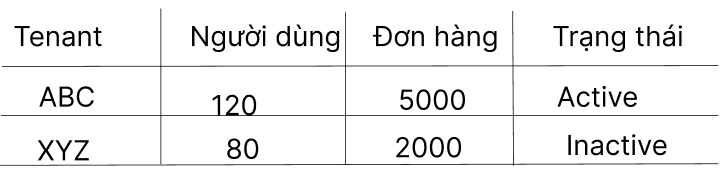 Tenant Người dùng Đơn hàng Trạng thái
ABC 120 5000 Active
XYZ 80 2000 Inactive